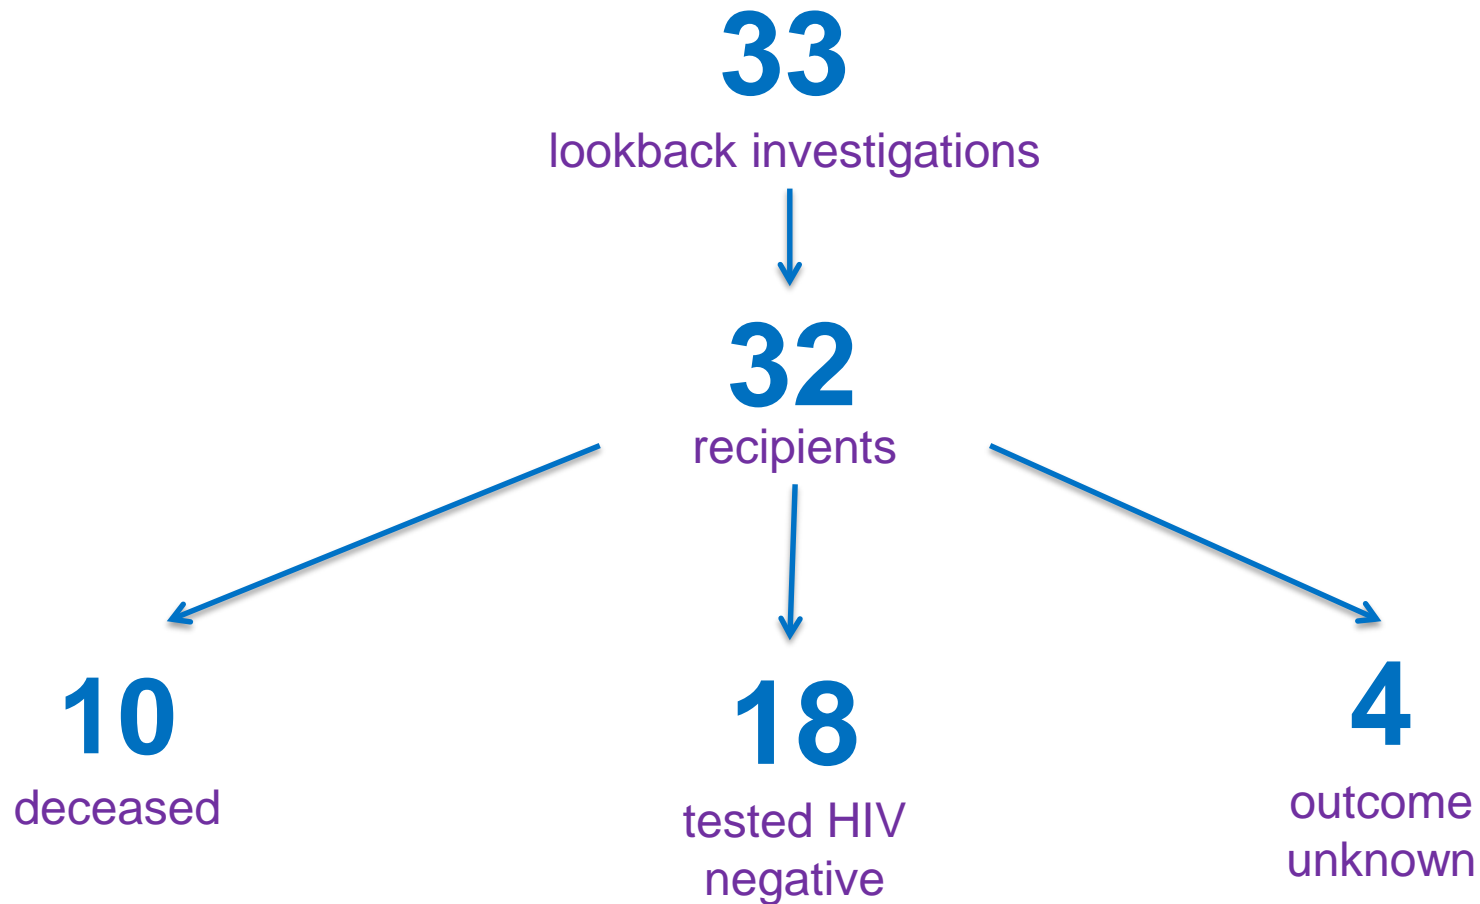 33
lookback investigations
32
recipients
10
deceased
18
tested HIV
negative
4
outcome
unknown